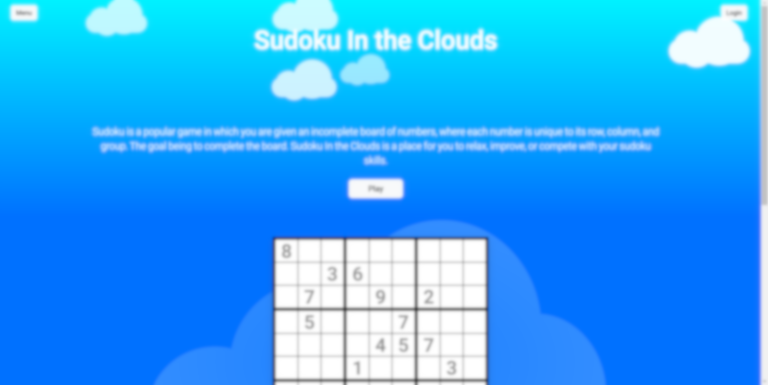 Menu
Login
Sudoku In the Clouds
Sudoku is a popular game in which you are given an incomplete board of numbers, where each number is unique to its row, column, and
group. The goal being to complete the board. Sudoku In the Clouds is a place for you to relax, improve, or compete with your sudoku
skills.
Play
8
3 6
7 9 2
5 7
4 5 7
1 3